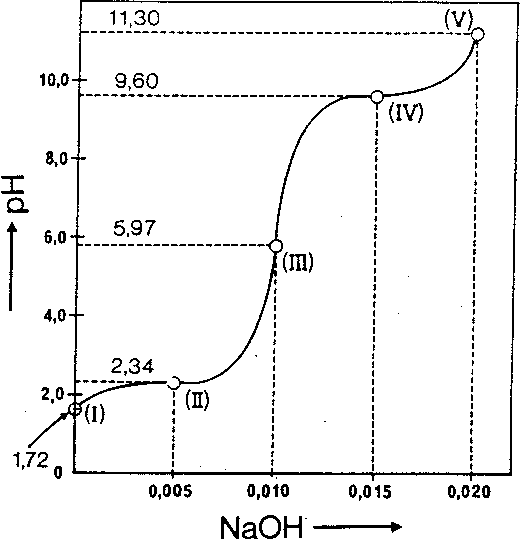 11,30
(V)
10,0
9,60
(IV)
8,0
pH
5,97
6,0
(III)
4,0
2,34
2,0
(I)
(II)
1,72
0
0,005
0,010
0,015
0,020
NaOH